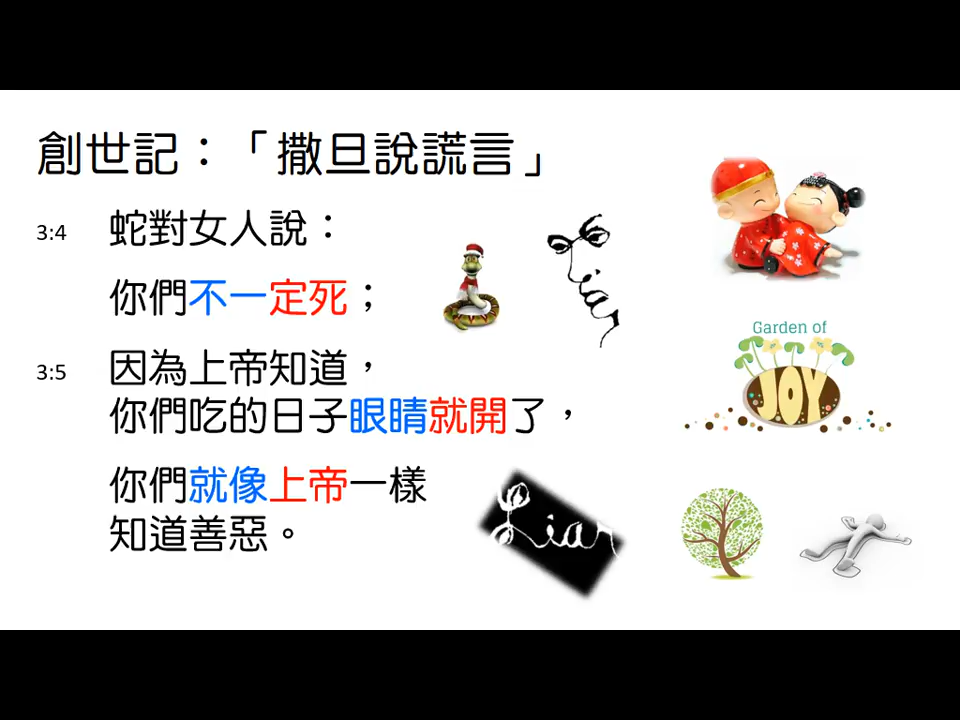 創世記：「撒旦說謊言」
3:4 蛇對女人說：
你們不一定死；
3:5 因為上帝知道，
你們吃的日子眼睛就開了，
你們就像上帝一樣
知道善惡。
Liar
Garden of
JOY
Liar